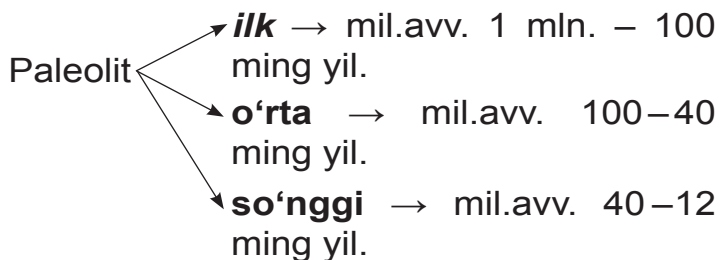 ilk → mil.avv. 1 mln. – 100
ming yil.
Paleolit
o‘rta → mil.avv. 100–40
ming yil.
so‘nggi → mil.avv. 40–12
ming yil.